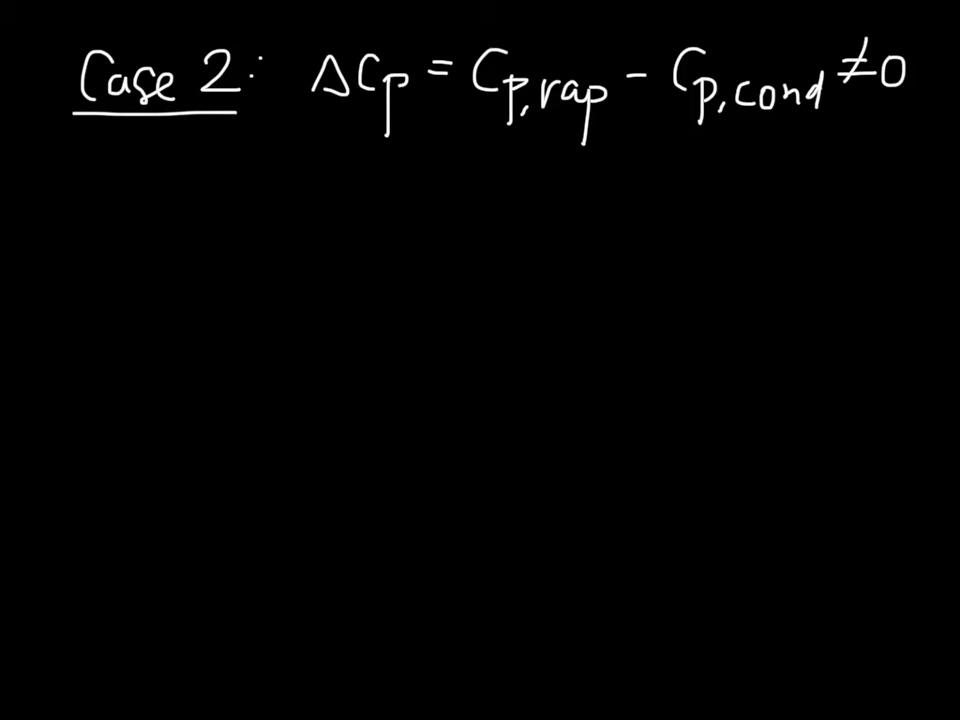 Case 2: ΔCp = Cp,vap - Cp,cond ≠0